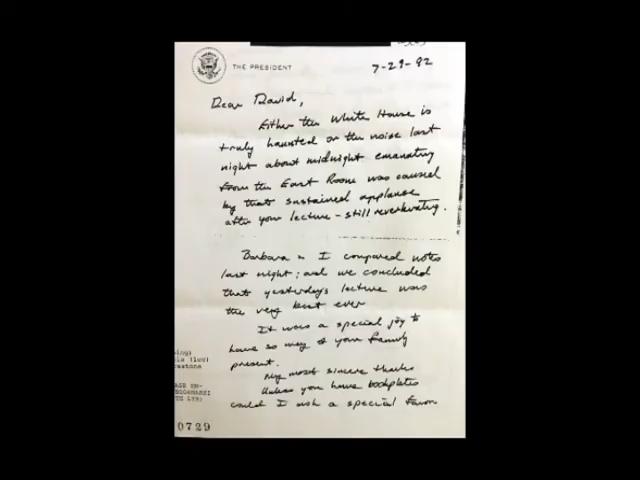 THE PRESIDENT
7-29-92
Dear David,
Either the White House is
truly haunted or the noise last
night about midnight emanating
from the East Room was caused
by that sustained applause
after your lecture - still reverberating.
Barbara & I compared notes
last night; and we concluded
that yesterday's lecture was
the very best ever
It was a special joy to
have so many of your family
present.
My most sincere thanks
Unless you have bookplates
could I ask a special favor
0729